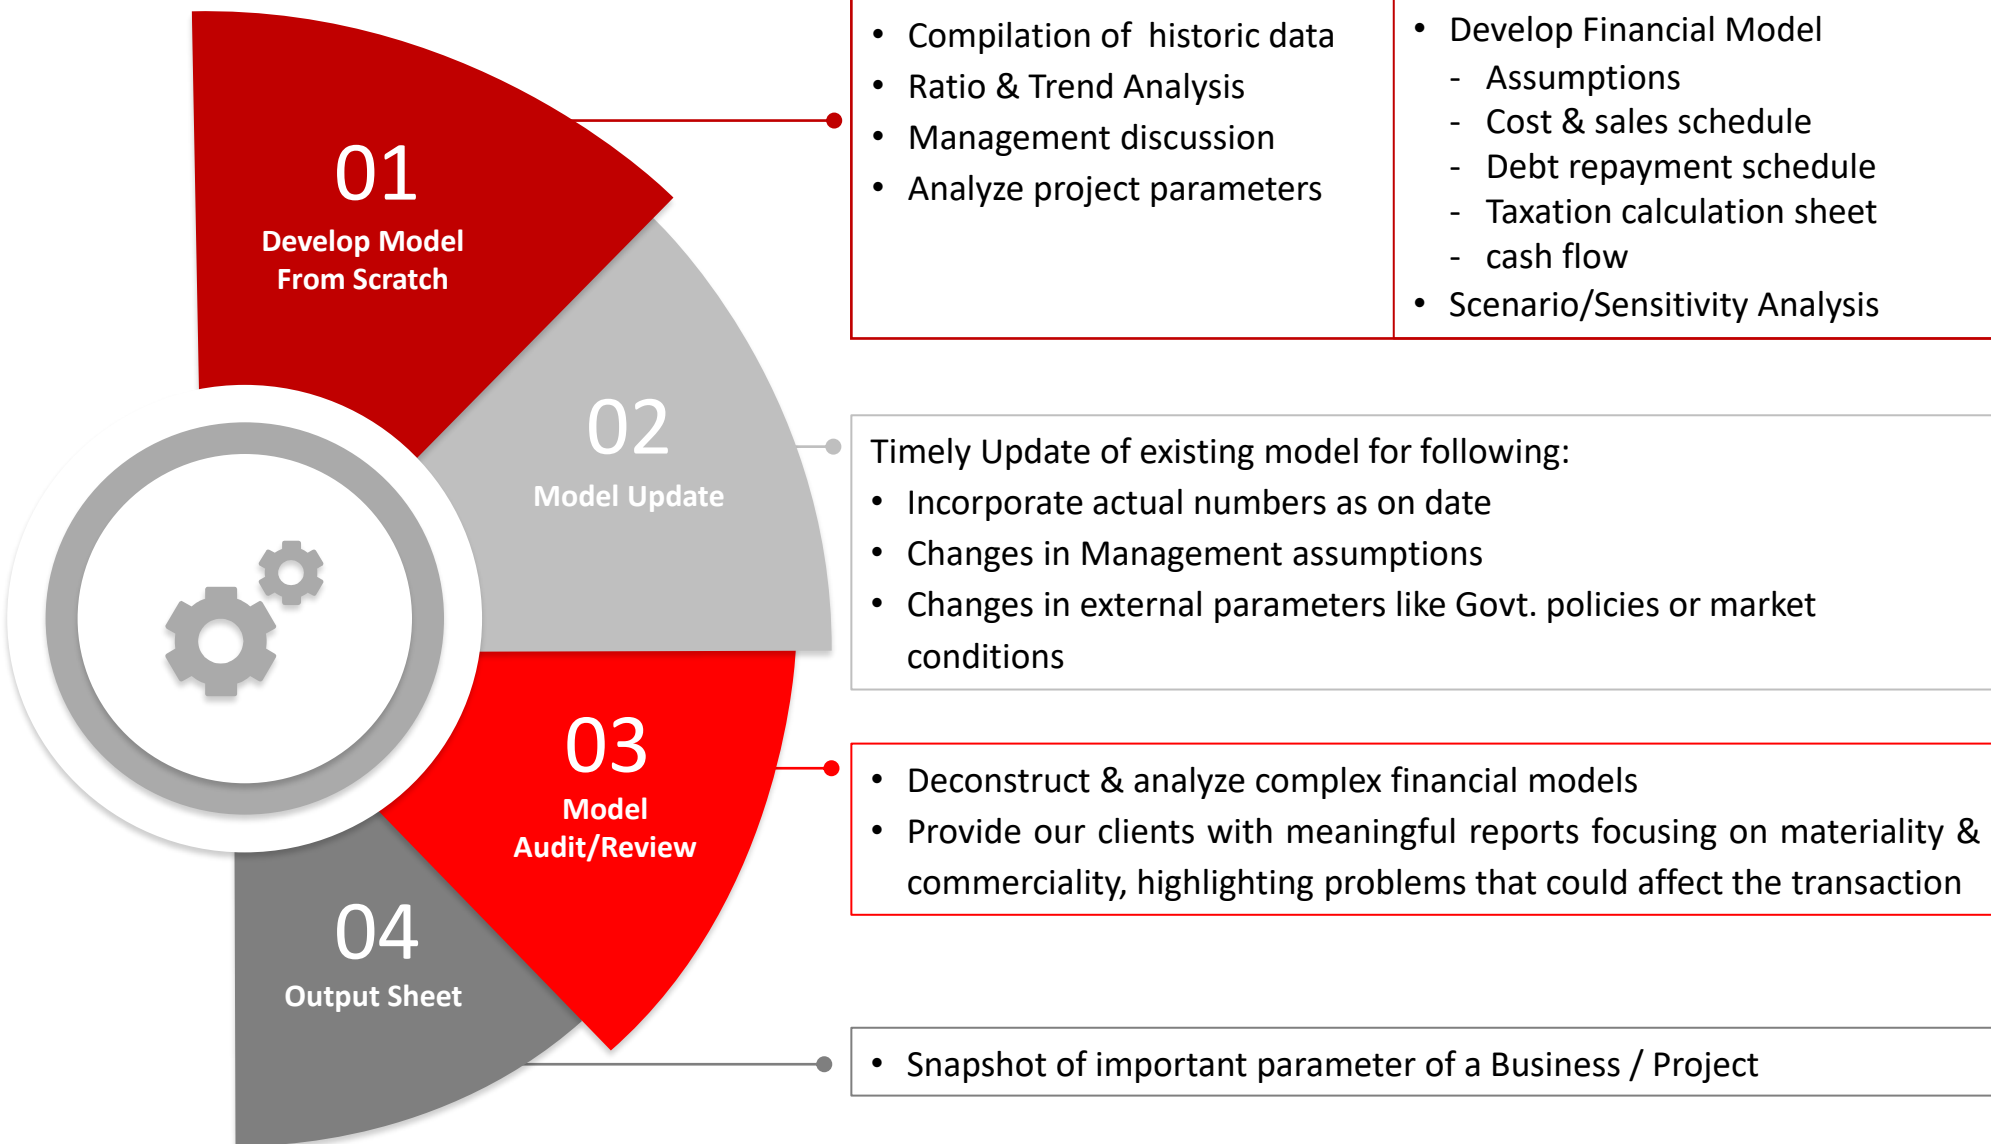 01
Develop Model
From Scratch
• Compilation of historic data
• Ratio & Trend Analysis
• Management discussion
• Analyze project parameters
• Develop Financial Model
- Assumptions
- Cost & sales schedule
- Debt repayment schedule
- Taxation calculation sheet
- cash flow
• Scenario/Sensitivity Analysis
02
Model Update
Timely Update of existing model for following:
• Incorporate actual numbers as on date
• Changes in Management assumptions
• Changes in external parameters like Govt. policies or market
conditions
03
Model
Audit/Review
• Deconstruct & analyze complex financial models
• Provide our clients with meaningful reports focusing on materiality &
commerciality, highlighting problems that could affect the transaction
04
Output Sheet
• Snapshot of important parameter of a Business / Project